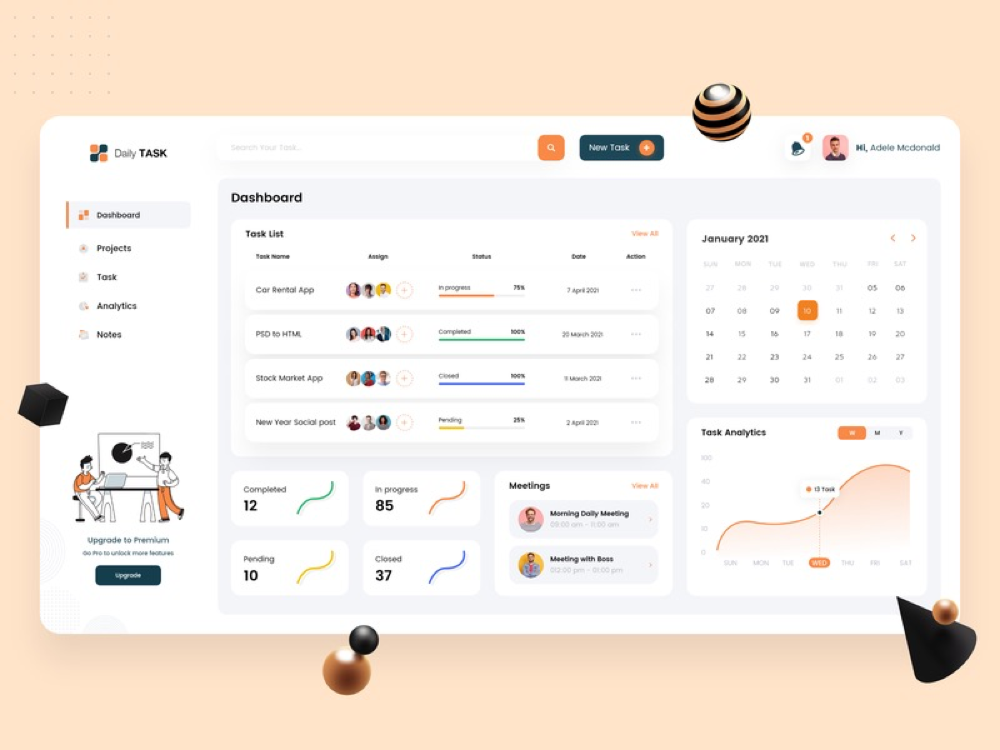 Daily TASK
Search Your Task...
New Task
1
Hi, Adele Mcdonald
Dashboard
Projects
Task
Analytics
Notes
Upgrade to Premium
Go Pro to unlock more features
Upgrade
Dashboard
Task List
View All
Task Name Assign Status Date Action
Car Rental App In progress 75% 7 April 2021
PSD to HTML Completed 100% 20 March 2021
Stock Market App Closed 100% 11 March 2021
New Year Social post Pending 25% 2 April 2021
Completed
12
In progress
85
Pending
10
Closed
37
Meetings
View All
Morning Daily Meeting
09:00 am - 11:00 am
Meeting with Boss
012:00 pm - 01:00 pm
January 2021
SUN MON TUE WED THU FRI SAT
27 28 29 30 31 05 06
07 08 09 10 11 12 13
14 15 16 17 18 19 20
21 22 23 24 25 26 27
28 29 30 31 01 02 03
Task Analytics
W M Y
100
40
20
10
0
13 Task
SUN MON TUE WED THU FRI SAT